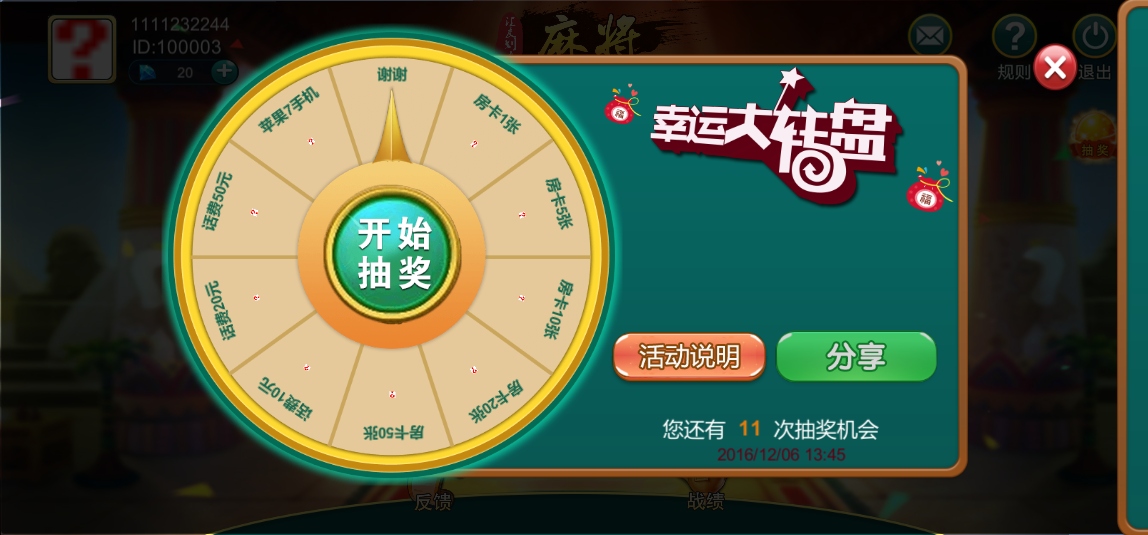 1111232244
ID:100003
20
麻将
规则
退出
抽奖
幸运大转盘
福
福
谢谢
房卡1张
房卡5张
房卡10张
房卡20张
房卡50张
话费10元
话费20元
话费50元
苹果7手机
开始
抽奖
活动说明
分享
您还有 11 次抽奖机会
2016/12/06 13:45
反馈
战绩